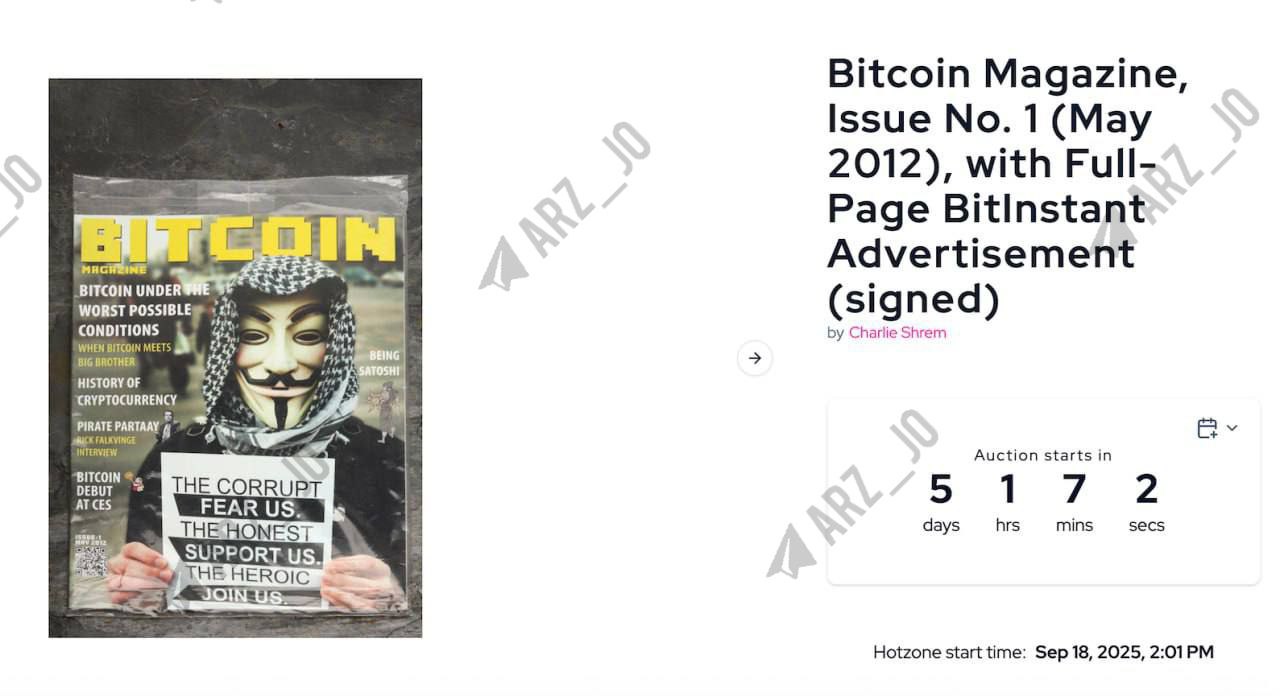 BITCOIN
MAGAZINE
BITCOIN UNDER THE
WORST POSSIBLE
CONDITIONS
WHEN BITCOIN MEETS
BIG BROTHER
HISTORY OF
CRYPTOCURRENCY
PIRATE PARTAAY
RICK FALKVINGE
INTERVIEW
BITCOIN
DEBUT
AT CES
ISSUE:1
MAY 2012
BEING
SATOSHI
THE CORRUPT
FEAR US.
THE HONEST
SUPPORT US.
THE HEROIC
JOIN US.
Bitcoin Magazine,
Issue No. 1 (May
2012), with Full-
Page BitInstant
Advertisement
(signed)
by Charlie Shrem
Auction starts in
5 1 7 2
days hrs mins secs
Hotzone start time: Sep 18, 2025, 2:01 PM
ARZ_JO
ARZ_JO
ARZ_JO
_JO
JO